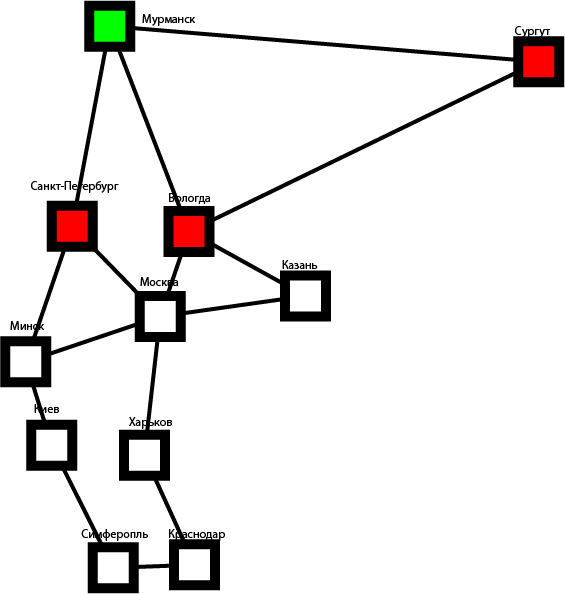 Мурманск
Сургут
Санкт-Петербург
Вологда
Казань
Москва
Минск
Киев
Харьков
Симферопль
Краснодар